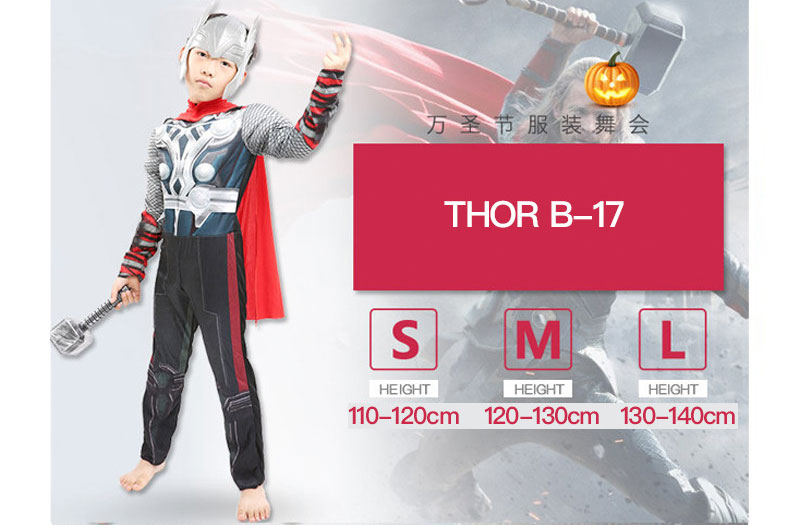 万圣节服装舞会
THOR B-17
S M L
HEIGHT HEIGHT HEIGHT
110-120cm 120-130cm 130-140cm